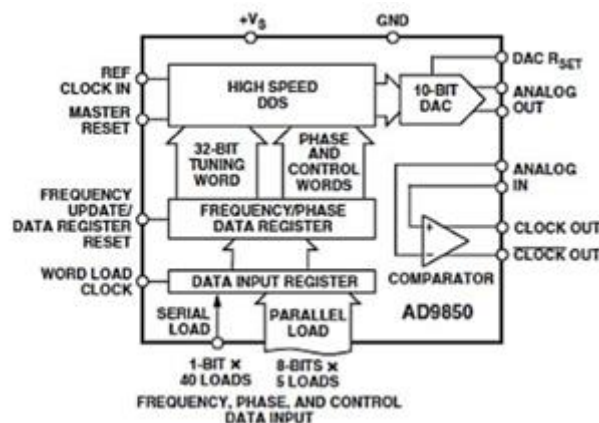 +VS
GND
REF
CLOCK IN
MASTER
RESET
FREQUENCY
UPDATE/
DATA REGISTER
RESET
WORD LOAD
CLOCK
HIGH SPEED
DDS
10-BIT
DAC
DAC RSET
ANALOG
OUT
32-BIT
TUNING
WORD
PHASE
AND
CONTROL
WORDS
ANALOG
IN
FREQUENCY/PHASE
DATA REGISTER
+
−
CLOCK OUT
CLOCK OUT
DATA INPUT REGISTER
COMPARATOR
SERIAL
LOAD
PARALLEL
LOAD
AD9850
1-BIT ×
40 LOADS
8-BITS ×
5 LOADS
FREQUENCY, PHASE, AND CONTROL
DATA INPUT